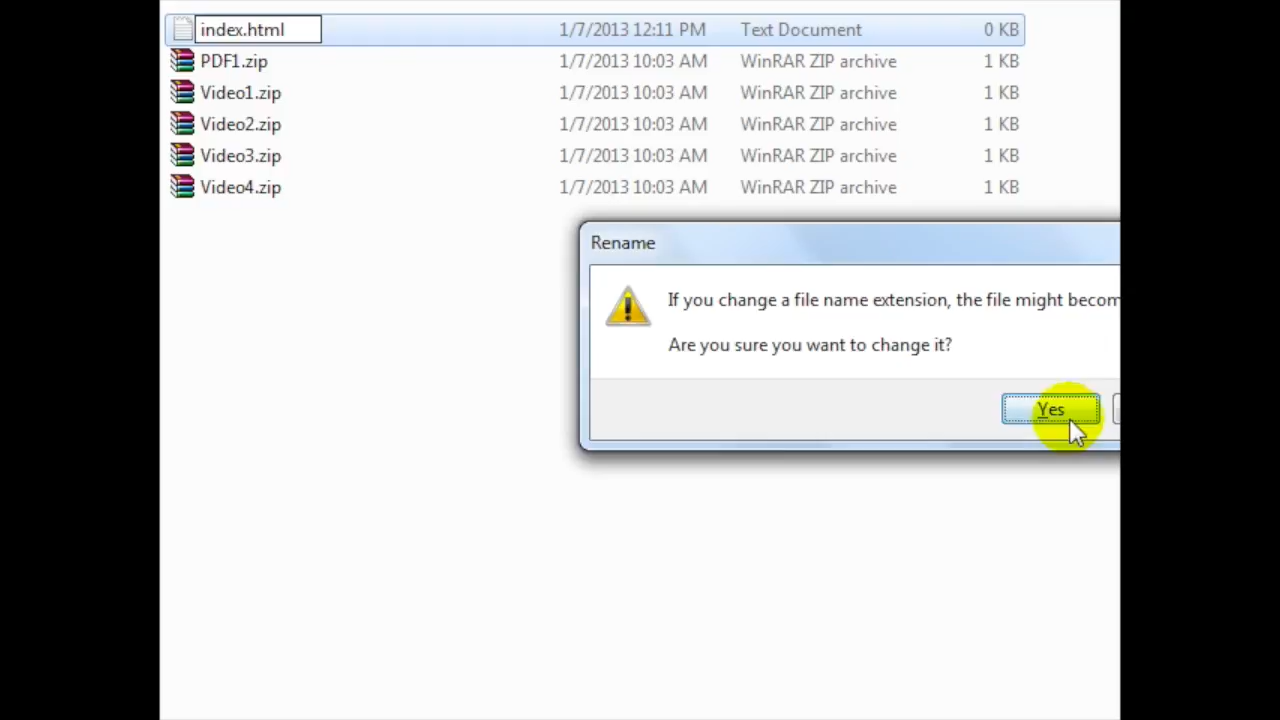 index.html 1/7/2013 12:11 PM Text Document 0 KB
PDF1.zip 1/7/2013 10:03 AM WinRAR ZIP archive 1 KB
Video1.zip 1/7/2013 10:03 AM WinRAR ZIP archive 1 KB
Video2.zip 1/7/2013 10:03 AM WinRAR ZIP archive 1 KB
Video3.zip 1/7/2013 10:03 AM WinRAR ZIP archive 1 KB
Video4.zip 1/7/2013 10:03 AM WinRAR ZIP archive 1 KB
Rename
If you change a file name extension, the file might becom
Are you sure you want to change it?
Yes